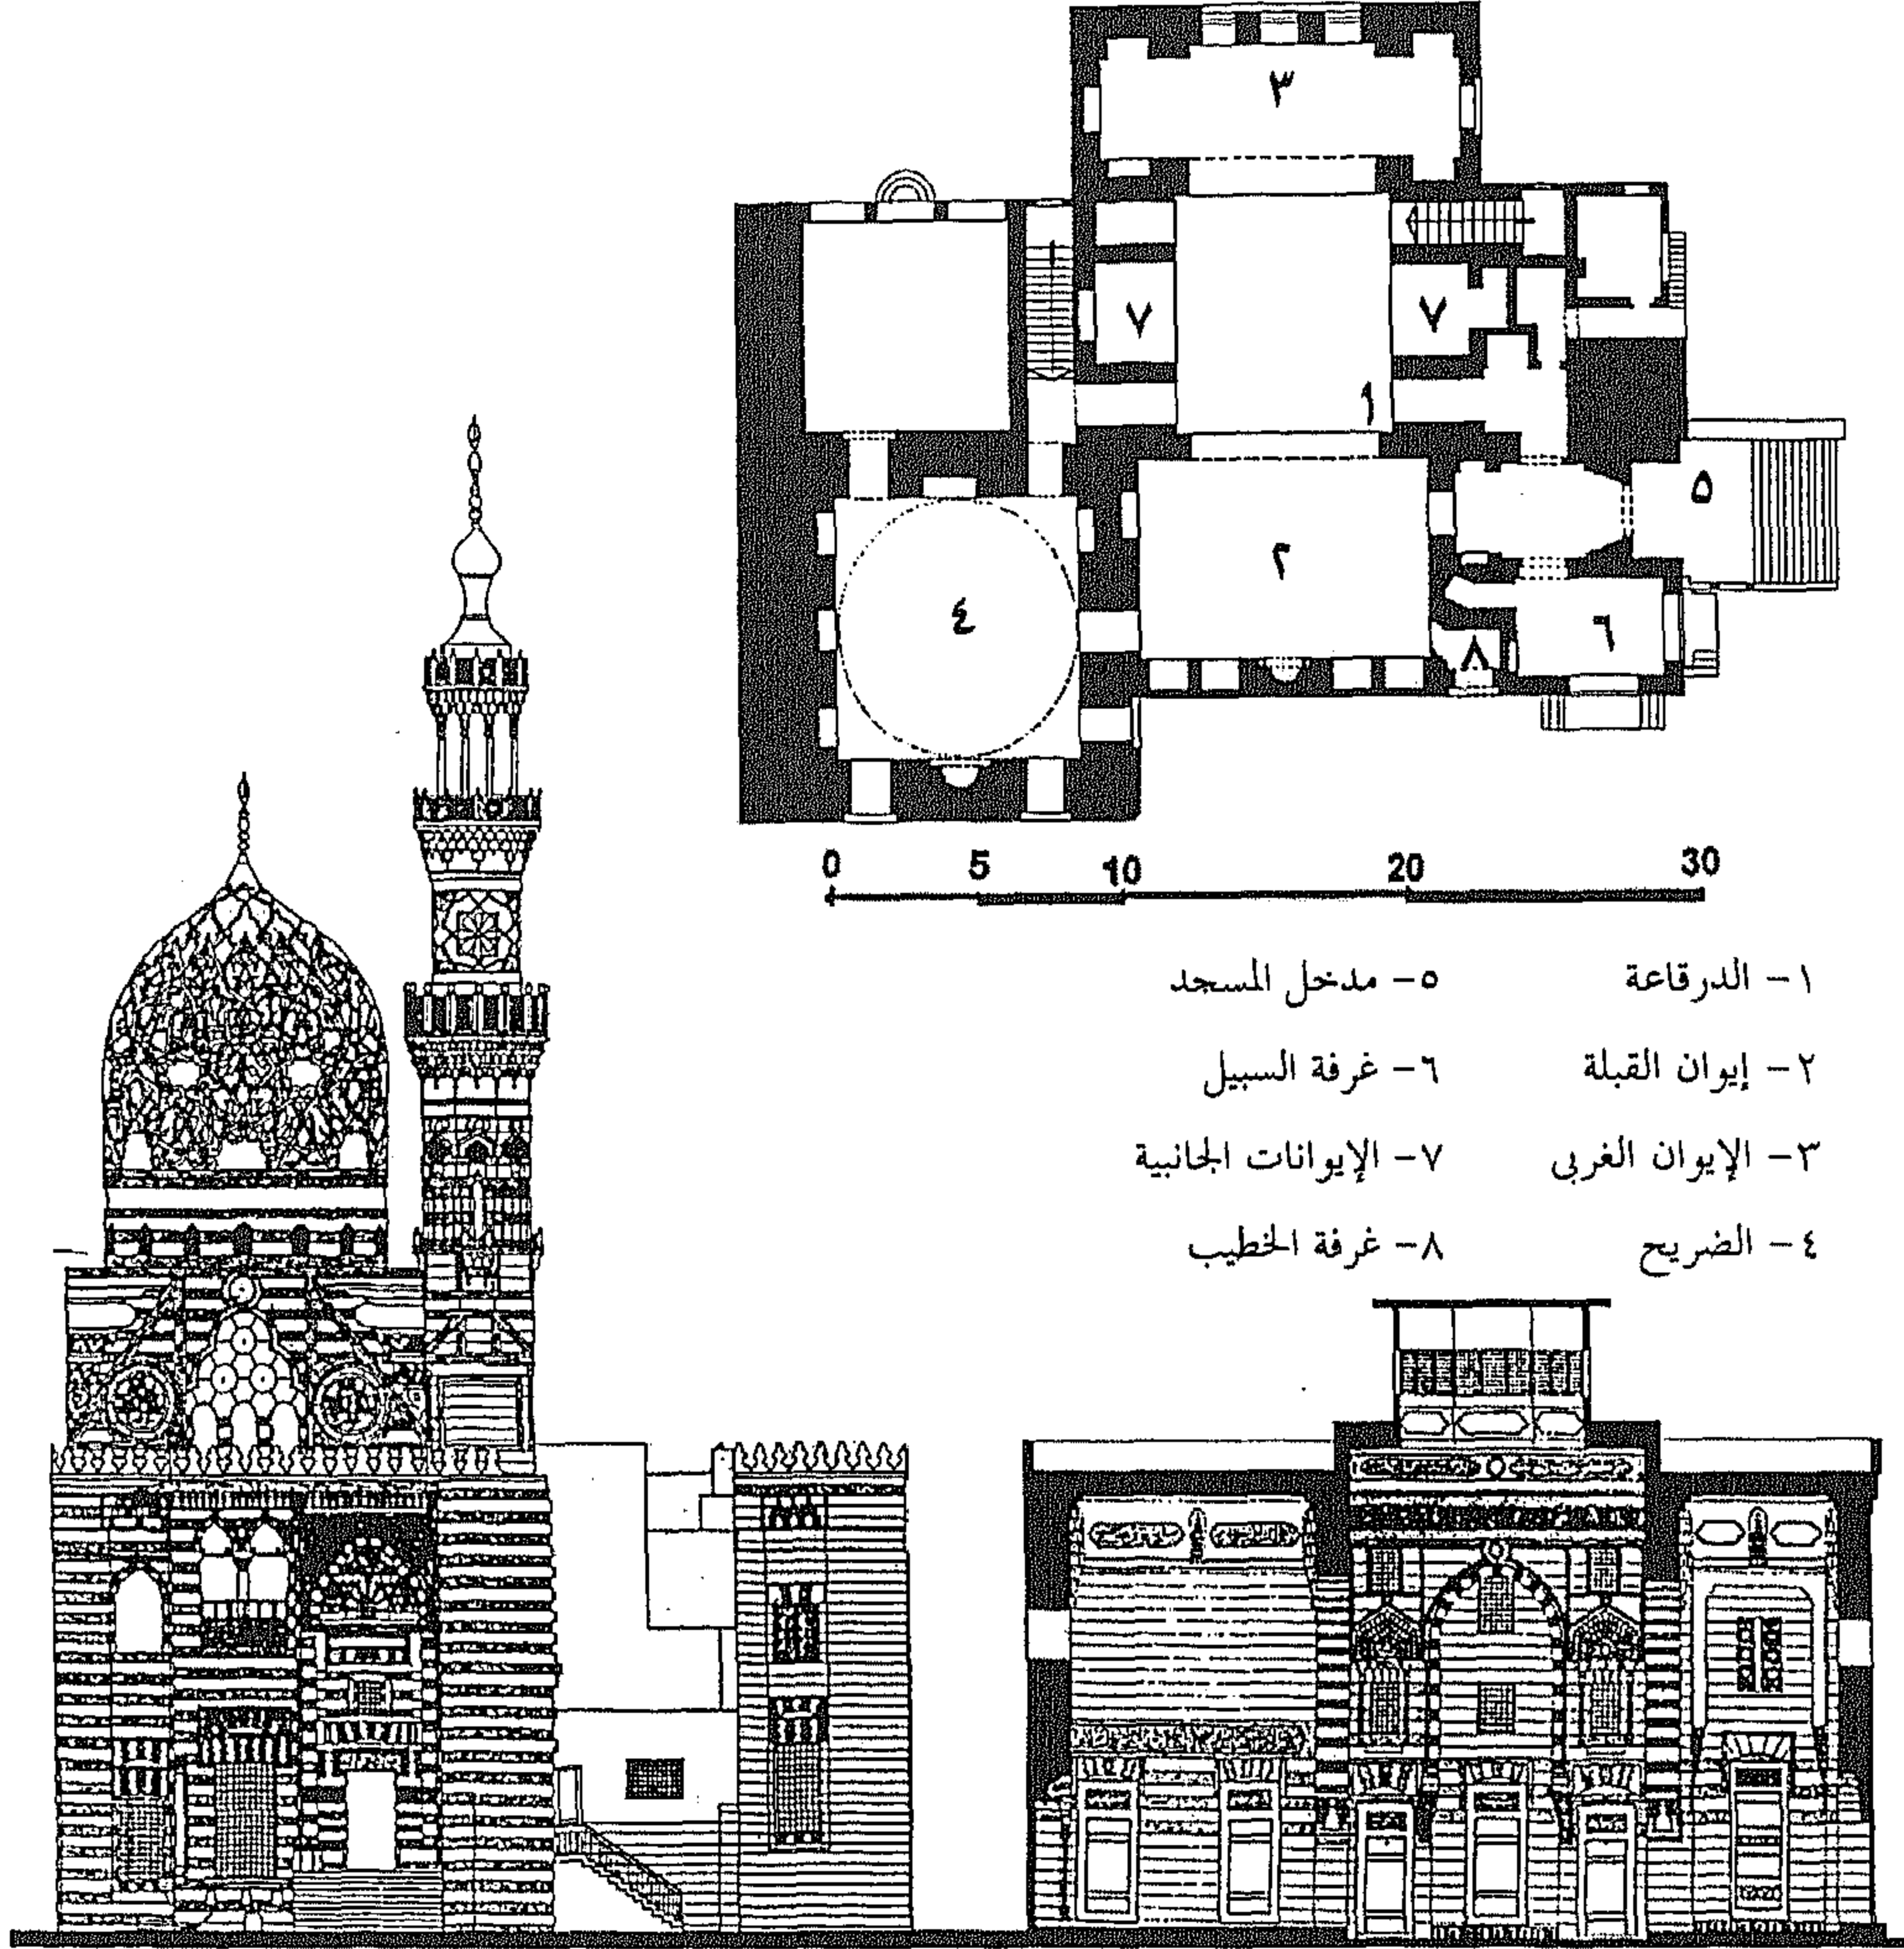 ٣
١
٧ ٧
١
٥
٢
٤ ٦
٨
0 5 10 20 30
١ – الدرقاعة
٢ – إيوان القبلة
٣ – الإيوان الغربى
٤ – الضريح
٥ – مدخل المسجد
٦ – غرفة السبيل
٧ – الإيوانات الجانبية
٨ – غرفة الخطيب